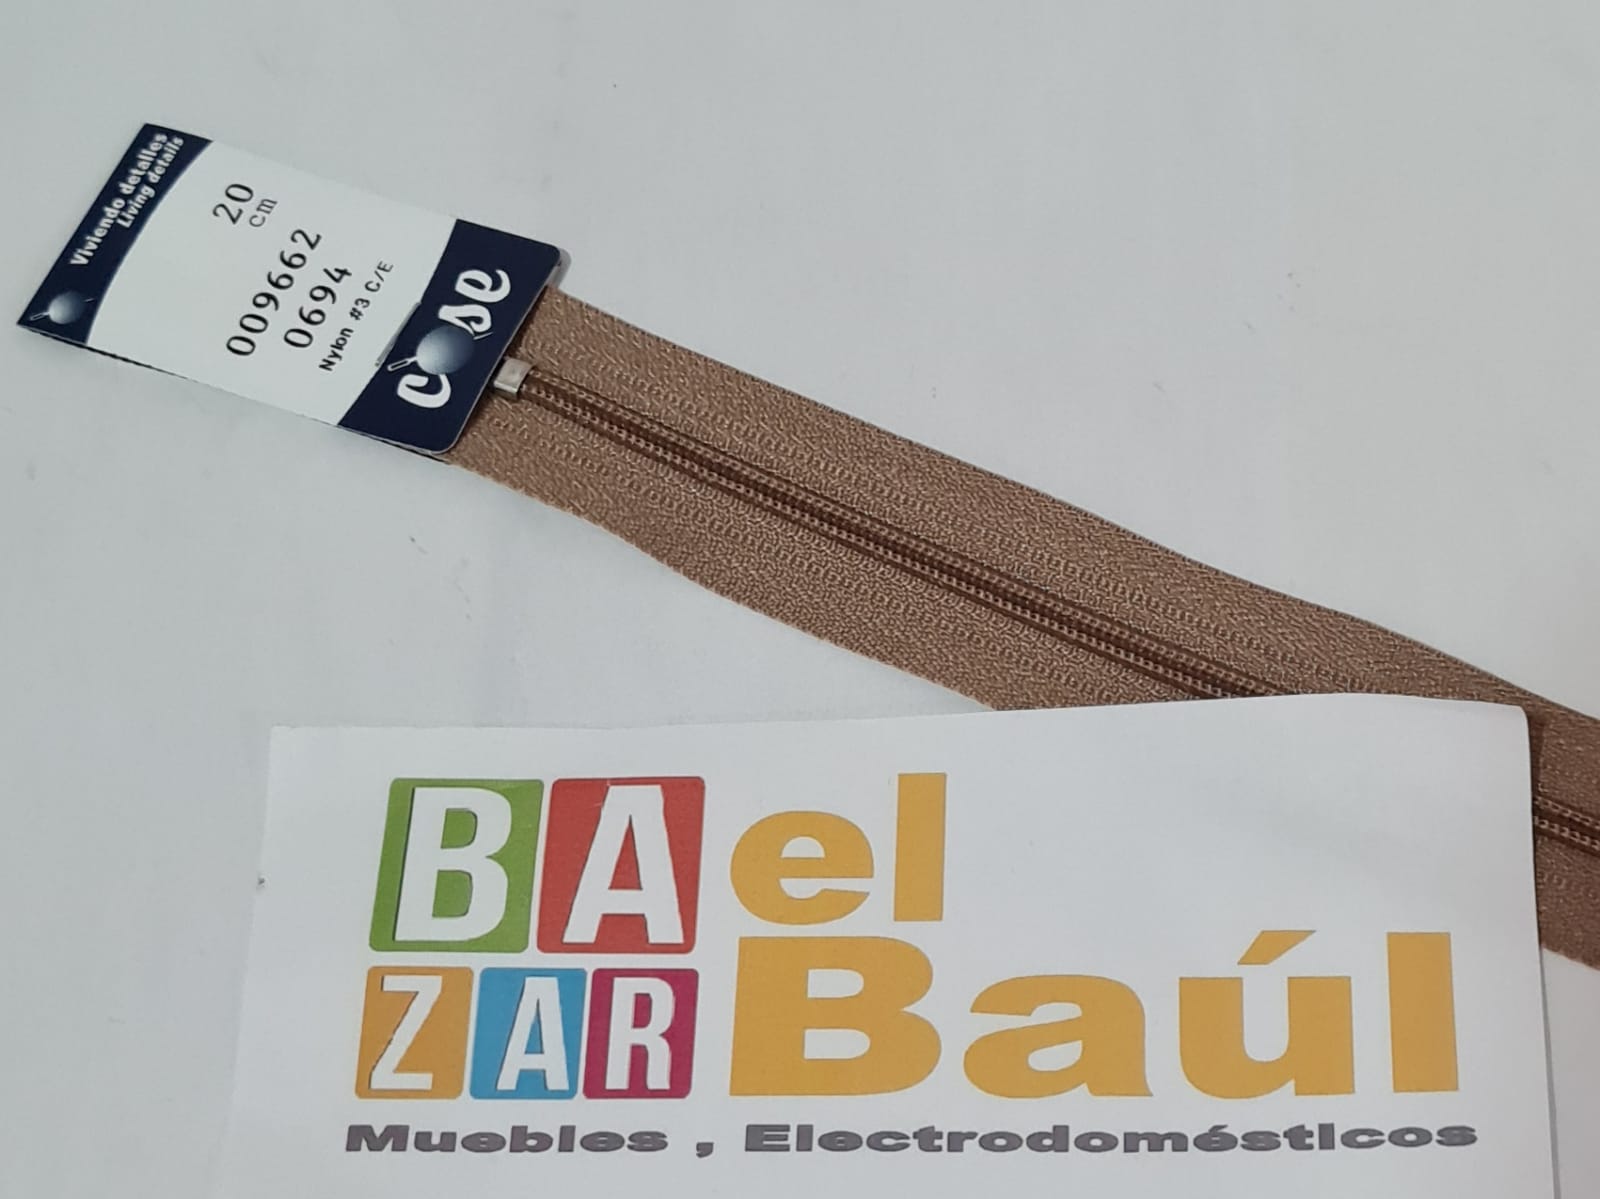 Viviendo detalles
Living details
20
cm
009662
0694
Nylon #3 C/E
cose
BA
ZAR
el
Baúl
Muebles , Electrodomésticos